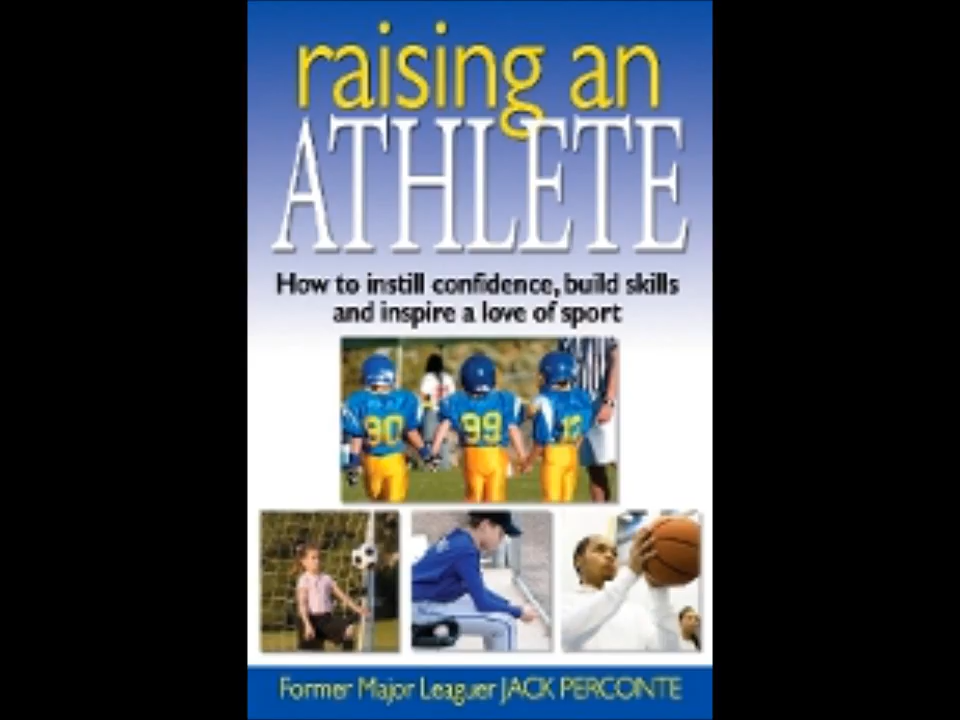 raising an
ATHLETE
How to instill confidence, build skills
and inspire a love of sport
90
99
12
Former Major Leaguer JACK PERCONTE